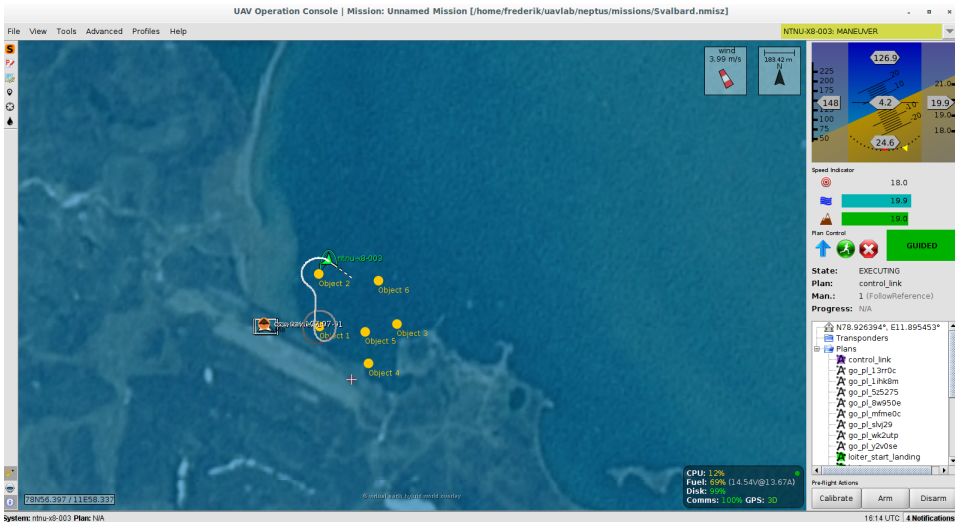 UAV Operation Console | Mission: Unnamed Mission [/home/frederik/uavlab/neptus/missions/Svalbard.nmisz]
File View Tools Advanced Profiles Help
NTNU-X8-003: MANEUVER
wind
3.99 m/s
183.42 m
N
126.9
225
200
175
148
125
100
75
50
20
10
4.2
-10
-20
24.6
21.0
19.9
19.0
18.0
Speed Indicator
18.0
19.9
19.0
Plan Control
GUIDED
State: EXECUTING
Plan: control_link
Man.: 1 (FollowReference)
Progress: N/A
N78.926394°, E11.895453°
Transponders
Plans
control_link
go_pl_13rr0c
go_pl_1ihk8m
go_pl_5z5275
go_pl_8w950e
go_pl_mfme0c
go_pl_slvj29
go_pl_wk2utp
go_pl_y2v0se
loiter_start_landing
Pre-Flight Actions
Calibrate Arm Disarm
ntnu-x8-003
Object 2
Object 6
Object 1
Object 3
Object 5
Object 4
CPU: 12%
Fuel: 69% (14.54V@13.67A)
Disk: 99%
Comms: 100% GPS: 3D
78N56.397 / 11E58.337
System: ntnu-x8-003 Plan: N/A
16:14 UTC 4 Notifications